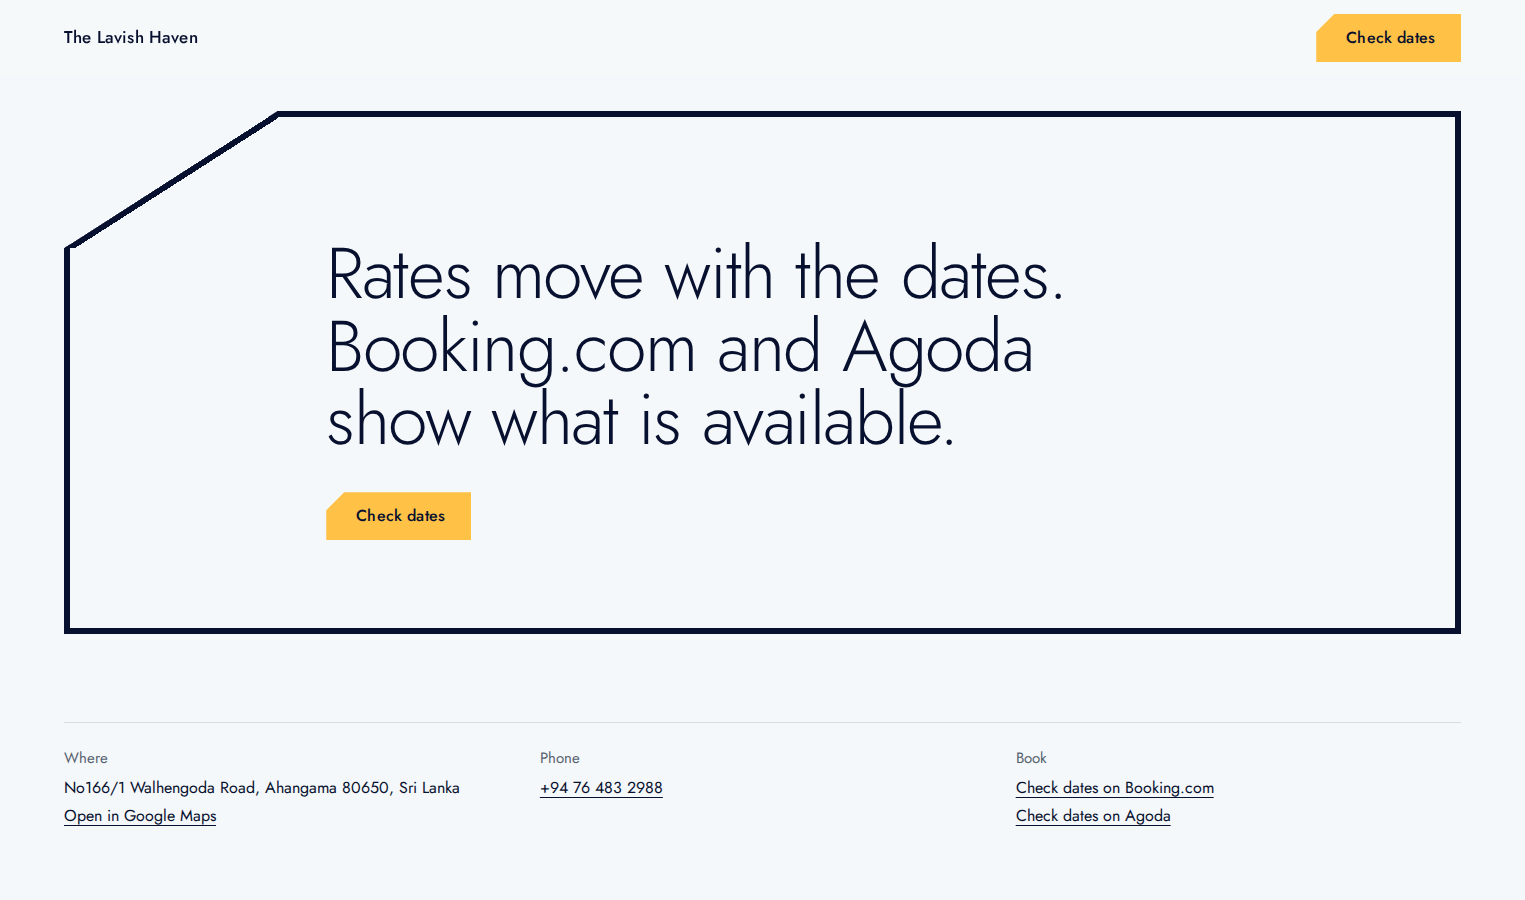 The Lavish Haven
Check dates
Rates move with the dates.
Booking.com and Agoda
show what is available.
Check dates
Where
No166/1 Walhengoda Road, Ahangama 80650, Sri Lanka
Open in Google Maps
Phone
+94 76 483 2988
Book
Check dates on Booking.com
Check dates on Agoda